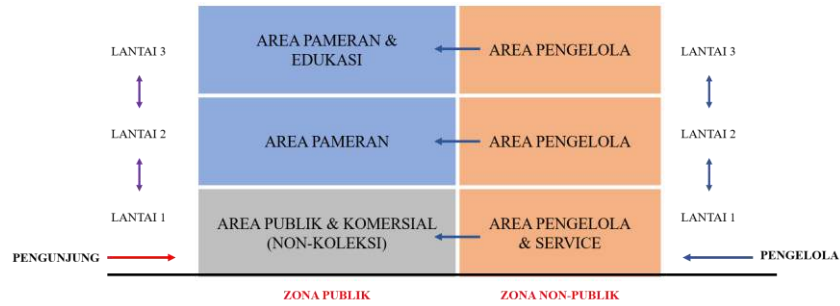 LANTAI 3
AREA PAMERAN &
EDUKASI
AREA PENGELOLA
LANTAI 3
LANTAI 2
AREA PAMERAN
AREA PENGELOLA
LANTAI 2
LANTAI 1
AREA PUBLIK & KOMERSIAL
(NON-KOLEKSI)
AREA PENGELOLA
& SERVICE
LANTAI 1
PENGUNJUNG
PENGELOLA
ZONA PUBLIK
ZONA NON-PUBLIK